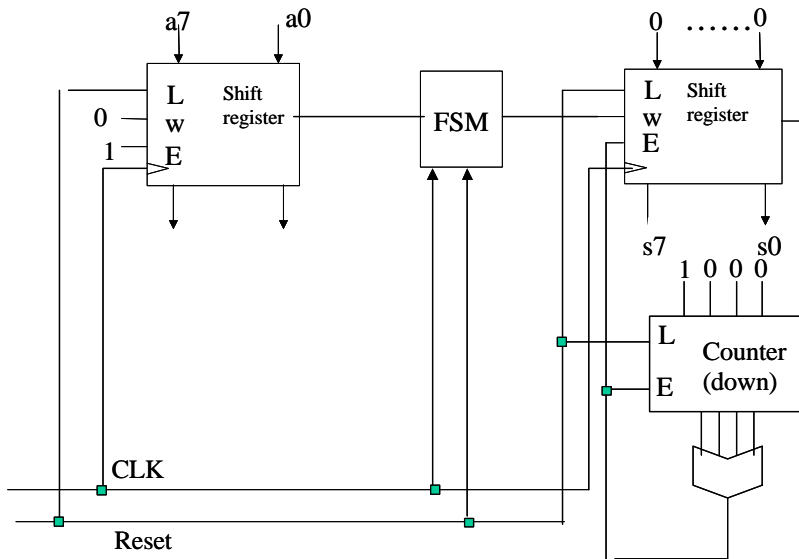 a7 a0 0 ......0
L Shift register
0 w
1 E
FSM
L Shift register
w
E
s7 s0
1 0 0 0
L Counter (down)
E
CLK
Reset